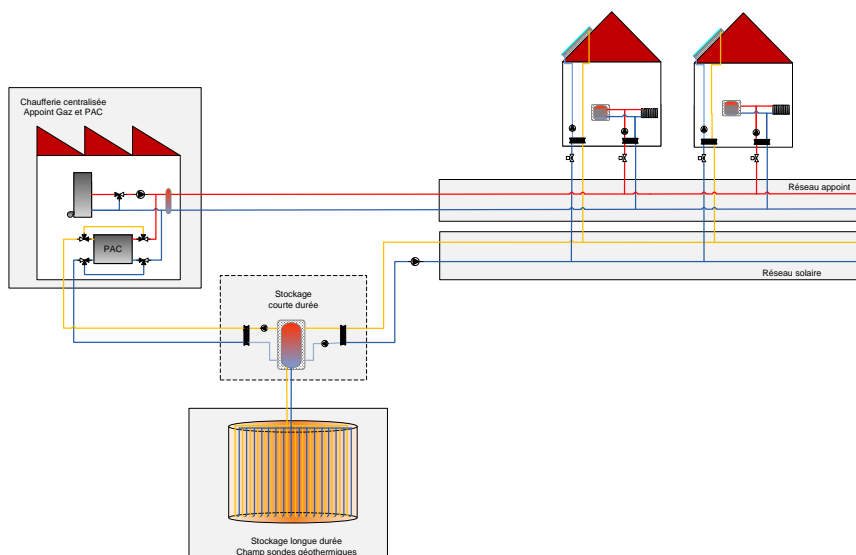 Chaufferie centralisée
Appoint Gaz et PAC
PAC
Réseau appoint
Réseau solaire
Stockage
courte durée
Stockage longue durée
Champ sondes géothermiques